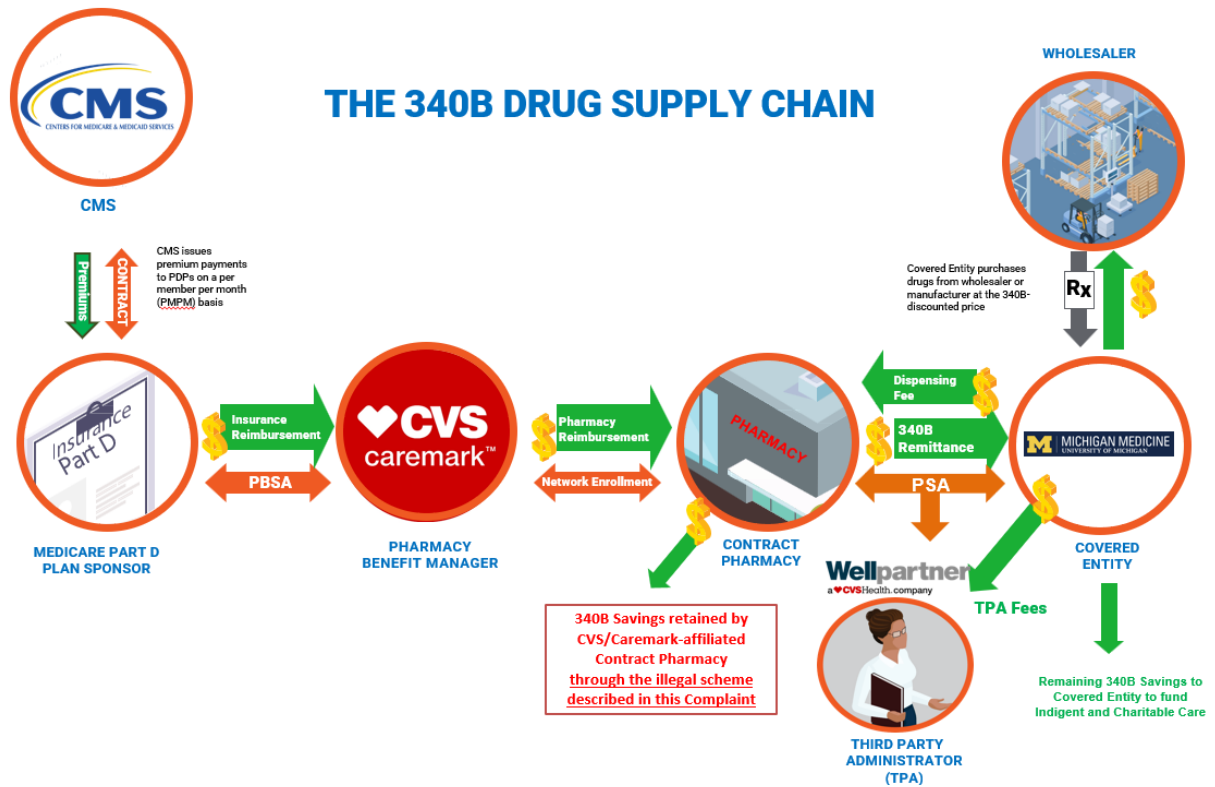 THE 340B DRUG SUPPLY CHAIN
CMS
CENTERS FOR MEDICARE & MEDICAID SERVICES
CMS
Premiums
CONTRACT
CMS issues
premium payments
to PDPs on a per
member per month
(PMPM) basis
WHOLESALER
Covered Entity purchases
drugs from wholesaler or
manufacturer at the 340B-
discounted price
Rx
$
Insurance
Part D
MEDICARE PART D
PLAN SPONSOR
$
Insurance
Reimbursement
PBSA
CVS
caremark™
PHARMACY
BENEFIT MANAGER
$
Pharmacy
Reimbursement
Network Enrollment
PHARMACY
CONTRACT
PHARMACY
$
Dispensing
Fee
$
$
340B
Remittance
PSA
M MICHIGAN MEDICINE
UNIVERSITY OF MICHIGAN
COVERED
ENTITY
$
TPA Fees
340B Savings retained by
CVS/Caremark-affiliated
Contract Pharmacy
through the illegal scheme
described in this Complaint
Wellpartner
a CVSHealth. company
THIRD PARTY
ADMINISTRATOR
(TPA)
Remaining 340B Savings to
Covered Entity to fund
Indigent and Charitable Care